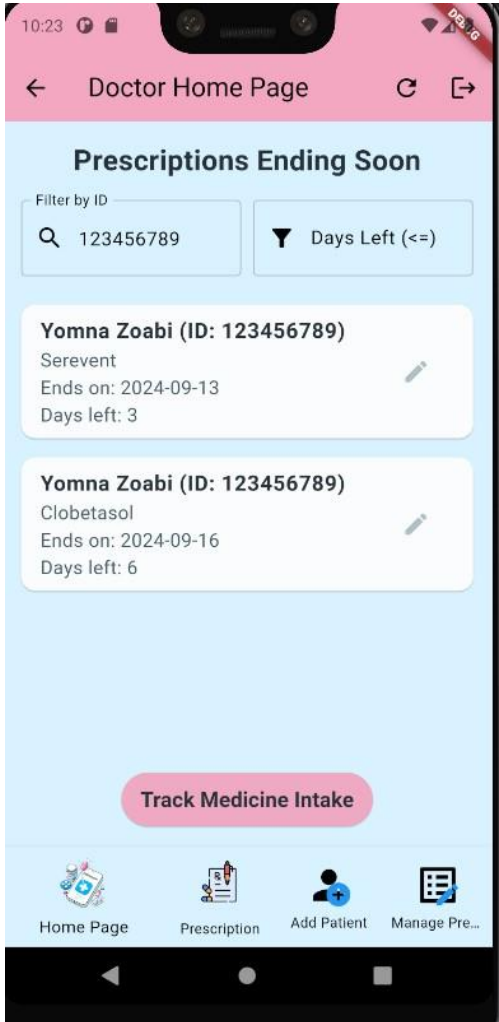 10:23
DEBUG
Doctor Home Page
Prescriptions Ending Soon
Filter by ID
123456789
Days Left (<=)
Yomna Zoabi (ID: 123456789)
Serevent
Ends on: 2024-09-13
Days left: 3
Yomna Zoabi (ID: 123456789)
Clobetasol
Ends on: 2024-09-16
Days left: 6
Track Medicine Intake
Home Page
Prescription
Add Patient
Manage Pre...